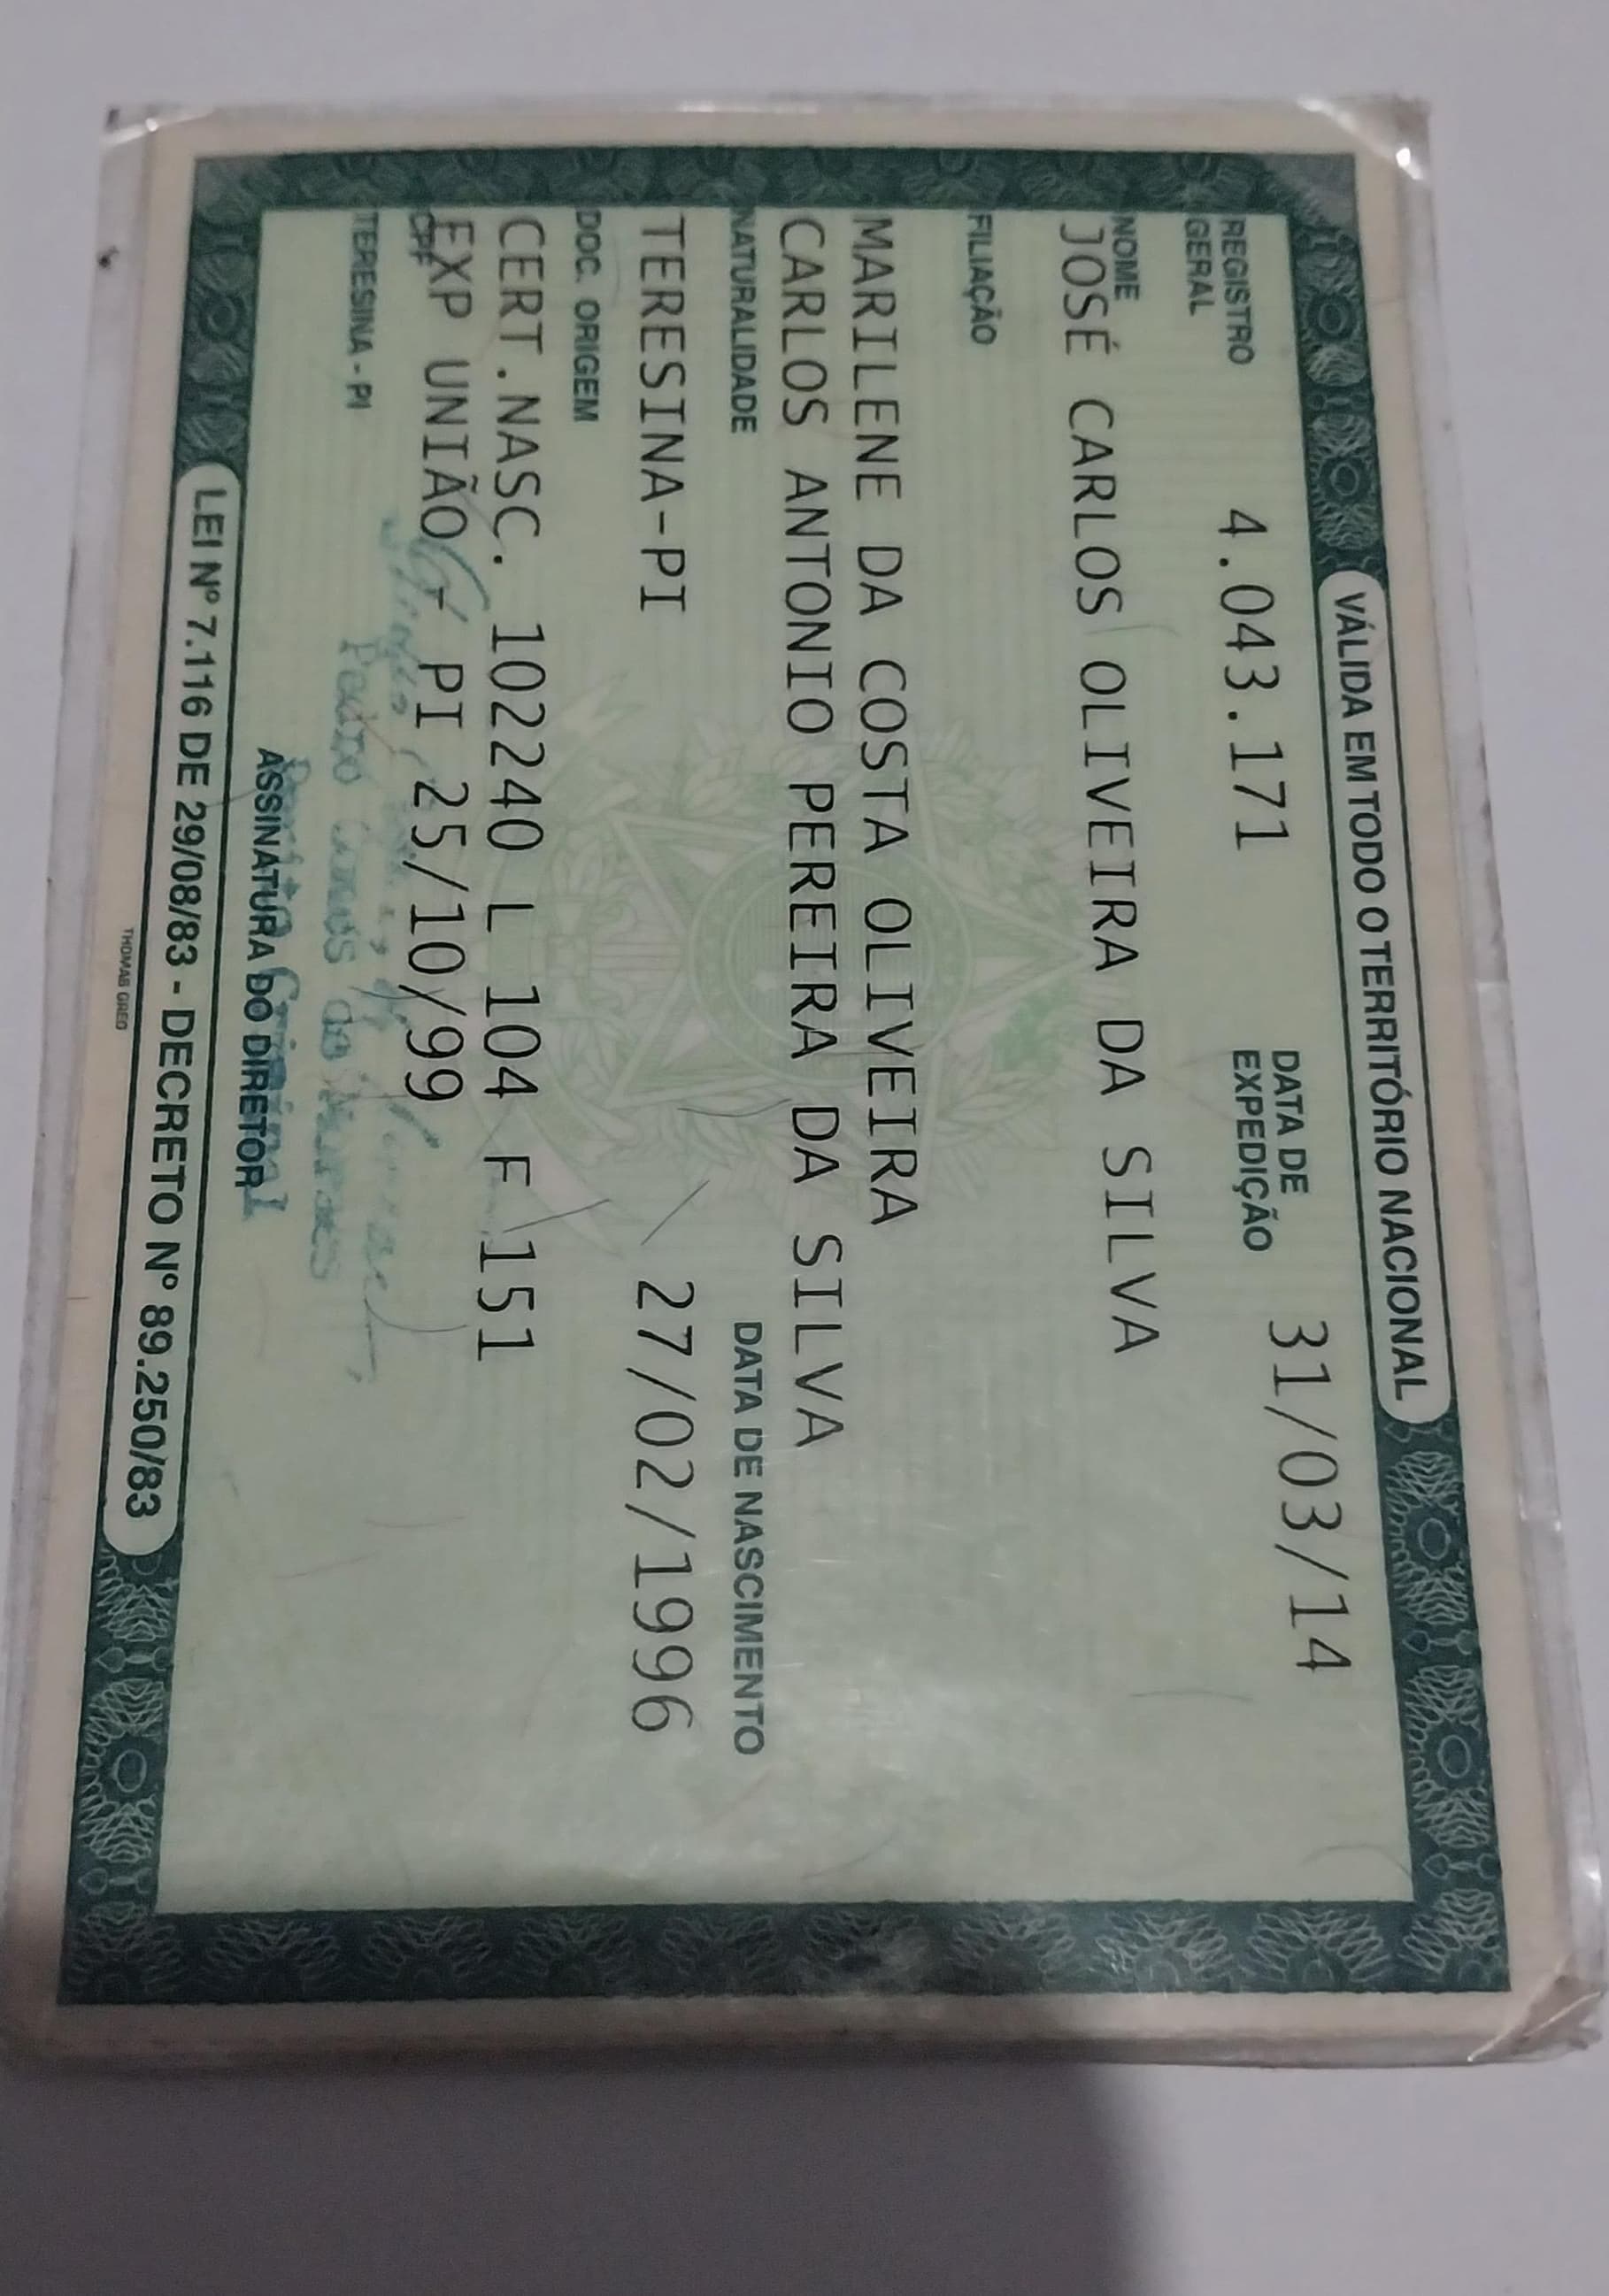 VÁLIDA EM TODO O TERRITÓRIO NACIONAL
REGISTRO GERAL 4.043.171 DATA DE EXPEDIÇÃO 31/03/14
NOME
JOSÉ CARLOS OLIVEIRA DA SILVA
FILIAÇÃO
MARILENE DA COSTA OLIVEIRA
CARLOS ANTONIO PEREIRA DA SILVA
NATURALIDADE DATA DE NASCIMENTO
TERESINA-PI 27/02/1996
DOC. ORIGEM
CERT.NASC. 102240 L 104 F 151
EXP UNIÃO - PI 25/10/99
CPF
TERESINA - PI
ASSINATURA DO DIRETOR
LEI Nº 7.116 DE 29/08/83 - DECRETO Nº 89.250/83
THOMAS GREG